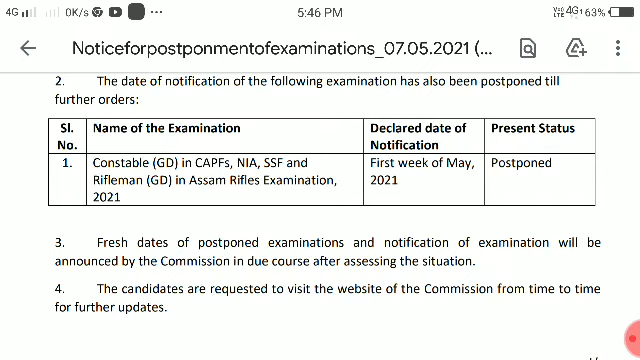 4G 0K/s 5:46 PM 4G 63%
Noticeforpostponmentofexaminations_07.05.2021 (...
2. The date of notification of the following examination has also been postponed till
further orders:
Sl. No. Name of the Examination Declared date of Notification Present Status
1. Constable (GD) in CAPFs, NIA, SSF and First week of May, Postponed
Rifleman (GD) in Assam Rifles Examination, 2021
2021
3. Fresh dates of postponed examinations and notification of examination will be
announced by the Commission in due course after assessing the situation.
4. The candidates are requested to visit the website of the Commission from time to time
for further updates.